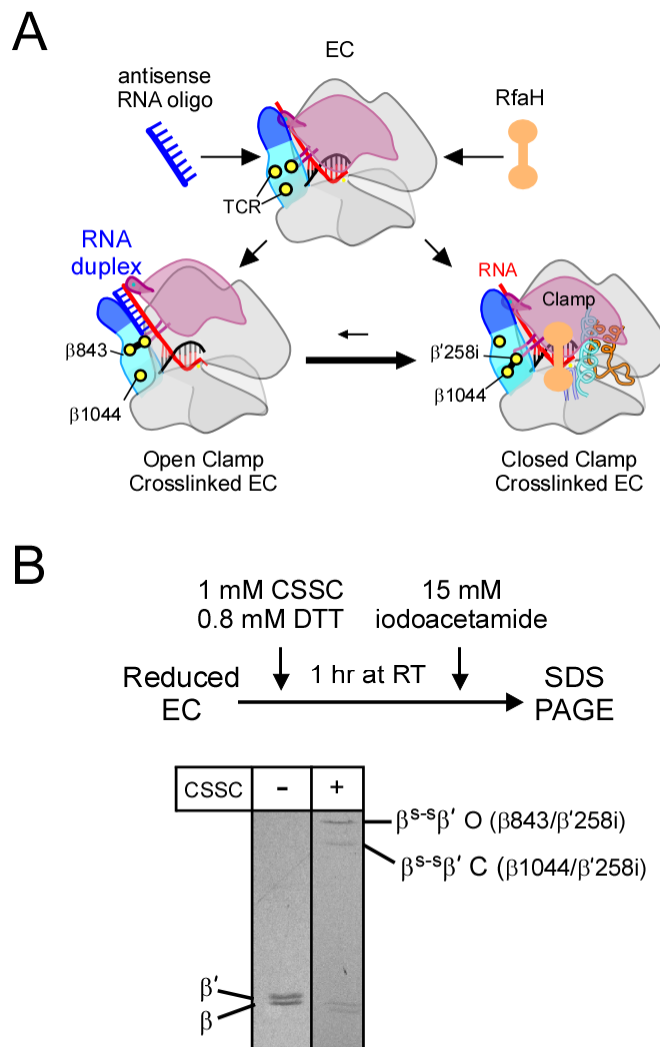 A
EC
antisense
RNA oligo
RfaH
TCR
RNA
duplex
RNA
Clamp
β843
β'258i
β1044
β1044
Open Clamp
Crosslinked EC
Closed Clamp
Crosslinked EC
B
1 mM CSSC
0.8 mM DTT
15 mM
iodoacetamide
Reduced
EC
1 hr at RT
SDS
PAGE
CSSC - +
βˢ⁻ˢβ' O (β843/β'258i)
βˢ⁻ˢβ' C (β1044/β'258i)
β'
β